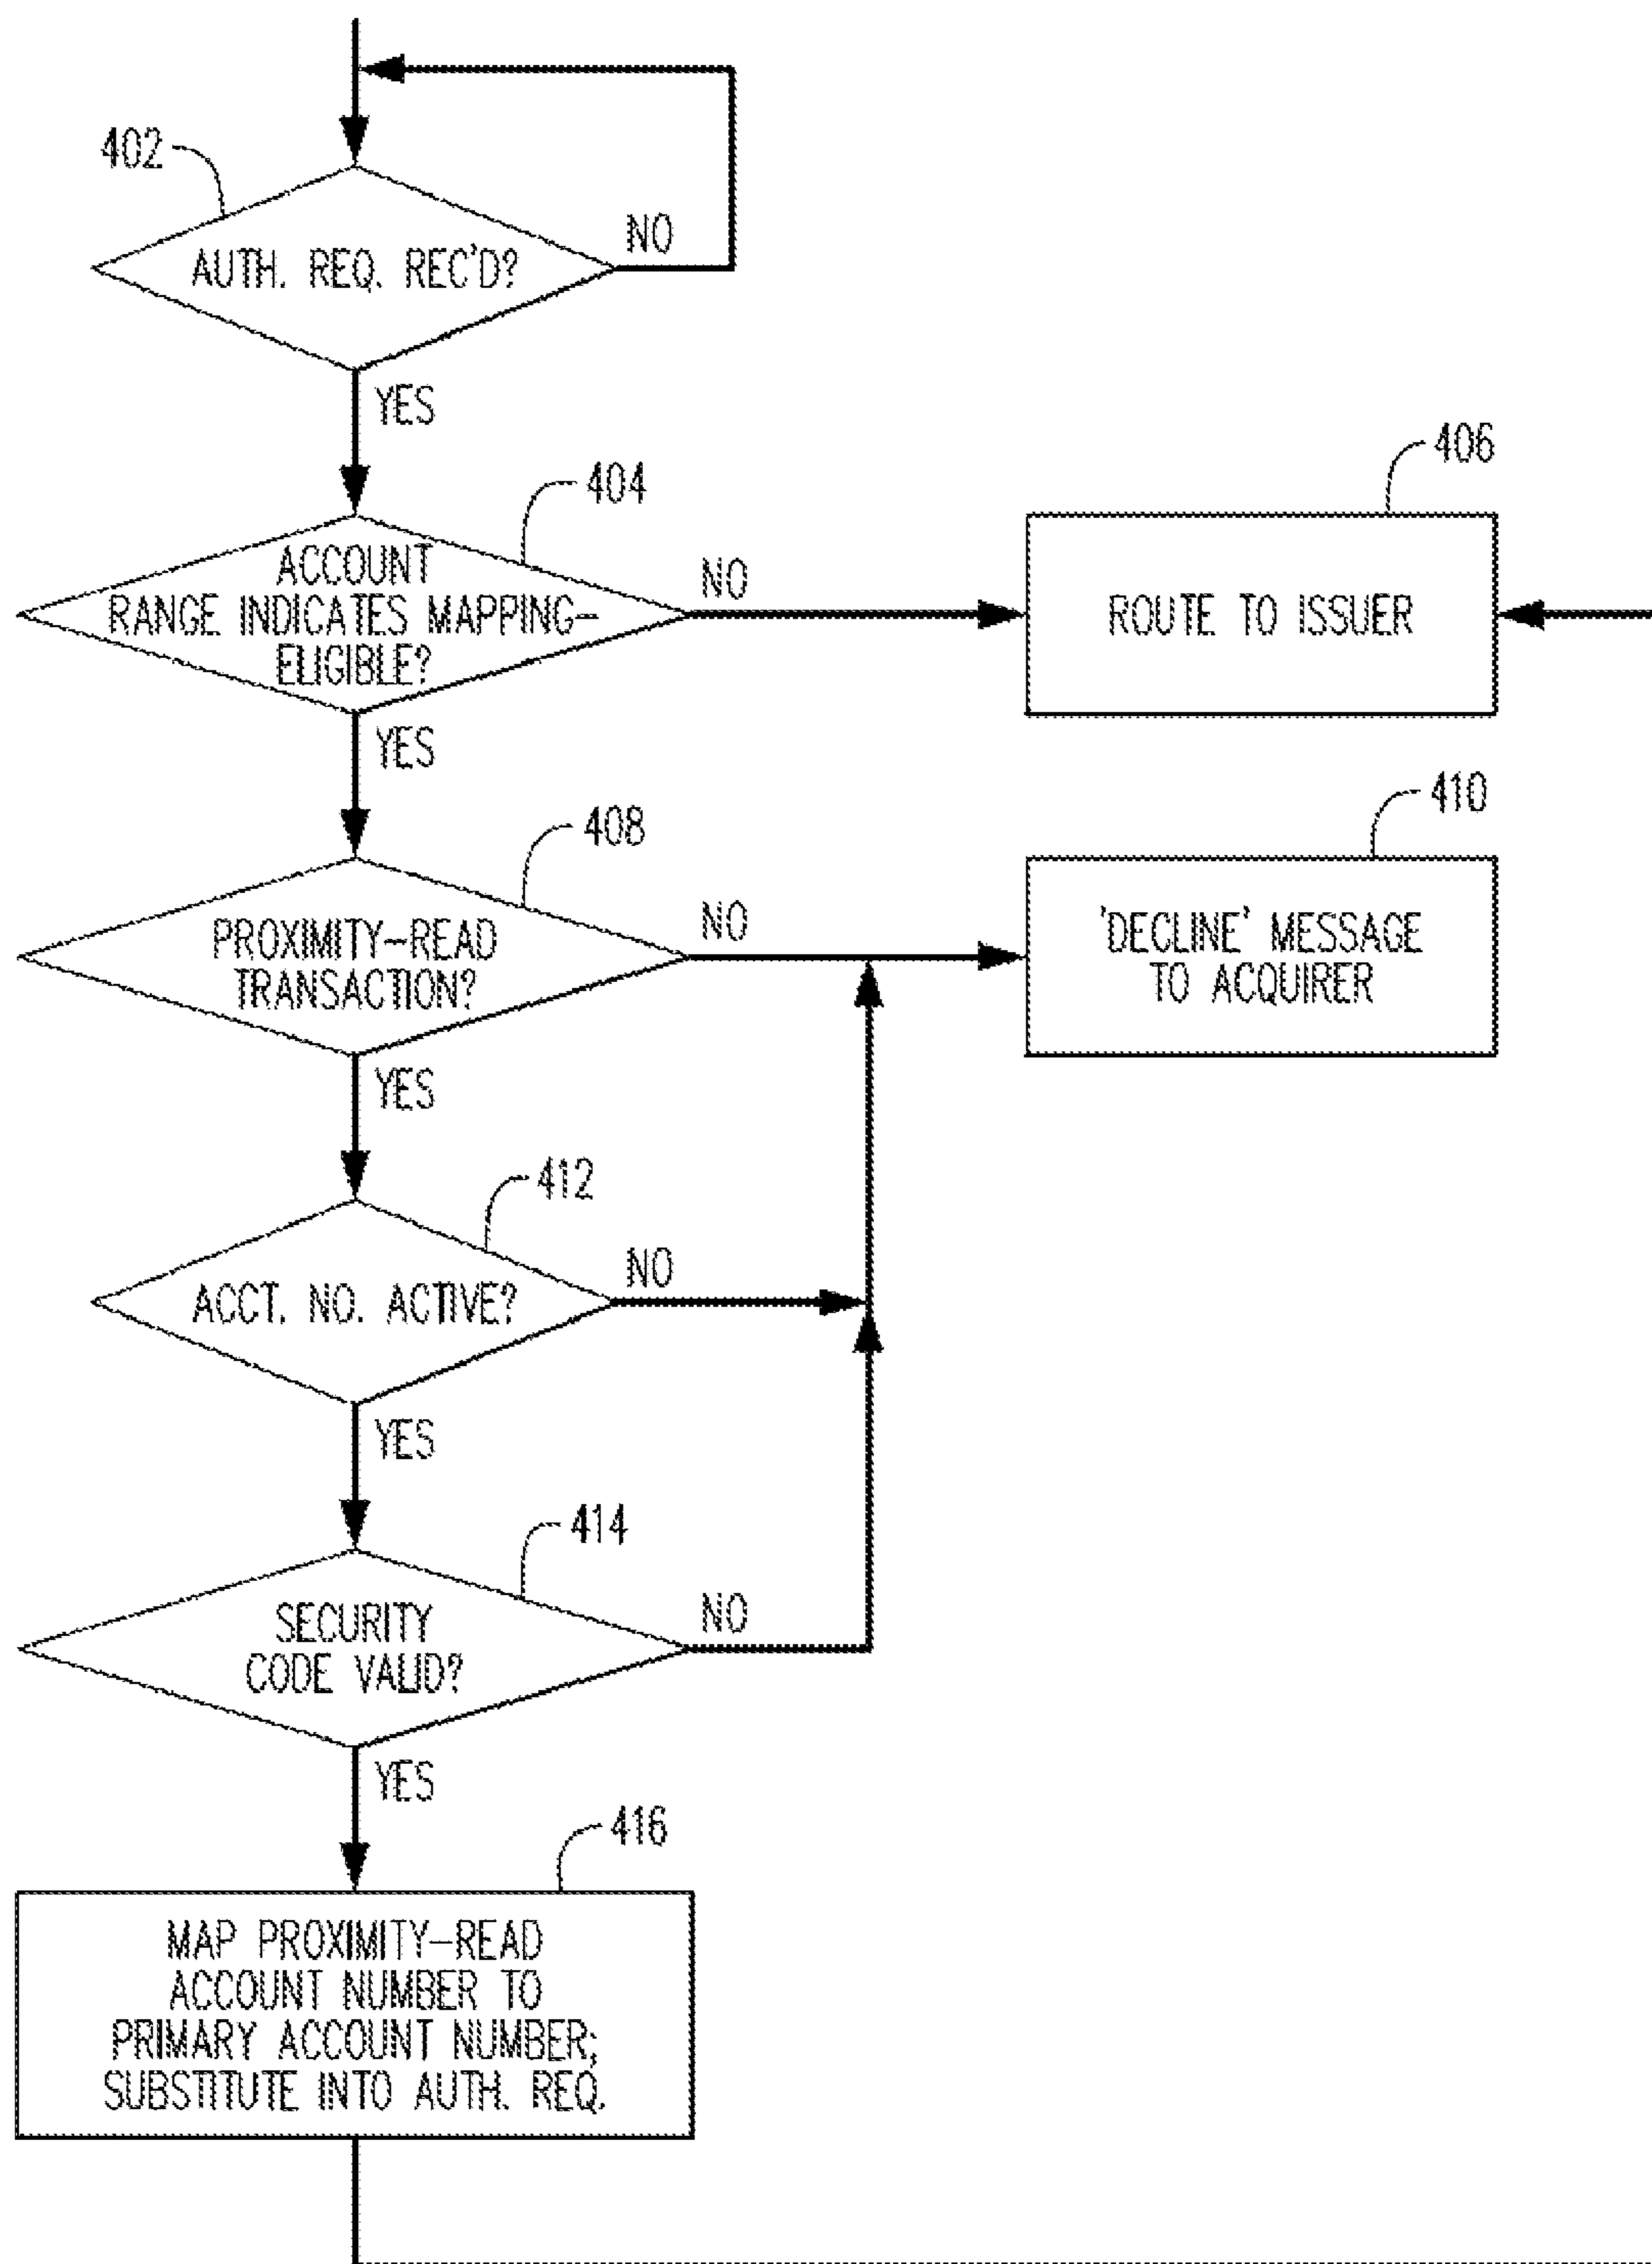 402
AUTH. REQ. REC'D?
NO
YES
404
ACCOUNT
RANGE INDICATES MAPPING-
ELIGIBLE?
NO
406
ROUTE TO ISSUER
YES
408
PROXIMITY-READ
TRANSACTION?
NO
410
'DECLINE' MESSAGE
TO ACQUIRER
YES
412
ACCT. NO. ACTIVE?
NO
YES
414
SECURITY
CODE VALID?
NO
YES
416
MAP PROXIMITY-READ
ACCOUNT NUMBER TO
PRIMARY ACCOUNT NUMBER;
SUBSTITUTE INTO AUTH. REQ.